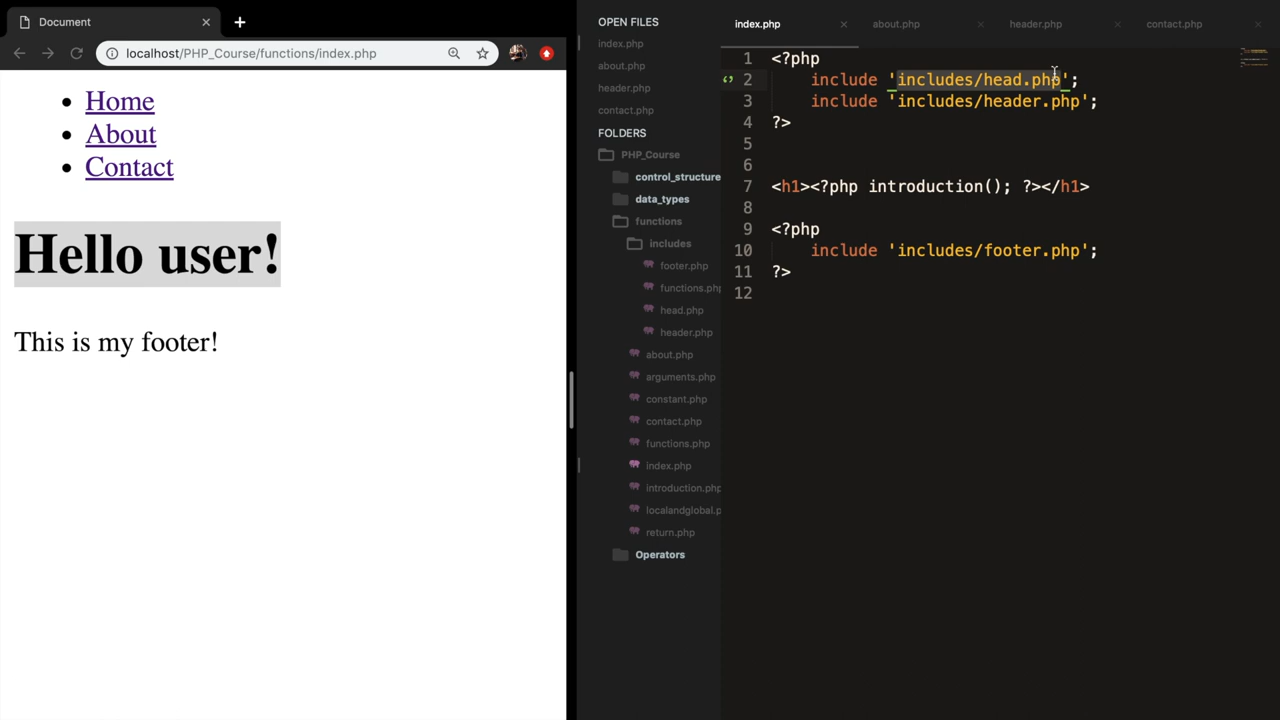 Document
localhost/PHP_Course/functions/index.php
Home
About
Contact
Hello user!
This is my footer!
OPEN FILES
index.php
about.php
header.php
contact.php
FOLDERS
PHP_Course
control_structure
data_types
functions
includes
footer.php
functions.php
head.php
header.php
about.php
arguments.php
constant.php
contact.php
functions.php
index.php
introduction.php
localandglobal.p
return.php
Operators
index.php about.php header.php contact.php
1 <?php
2 include 'includes/head.php';
3 include 'includes/header.php';
4 ?>
5
6
7 <h1><?php introduction(); ?></h1>
8
9 <?php
10 include 'includes/footer.php';
11 ?>
12